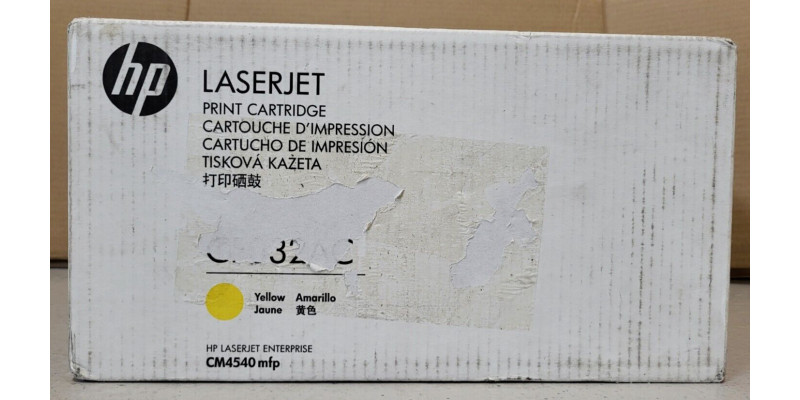 hp
LASERJET
PRINT CARTRIDGE
CARTOUCHE D'IMPRESSION
CARTUCHO DE IMPRESIÓN
TISKOVÁ KAŽETA
打印硒鼓
Yellow Amarillo
Jaune 黄色
HP LASERJET ENTERPRISE
CM4540 mfp